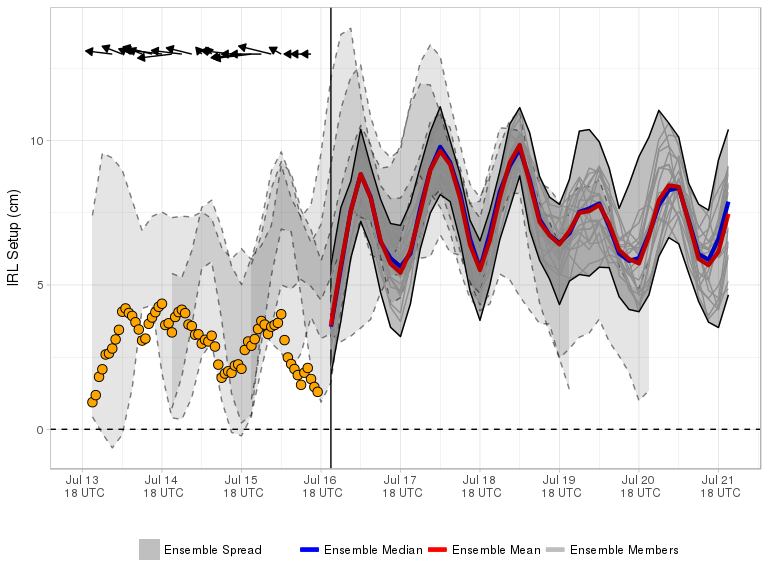 10
5
0
IRL Setup (cm)
Jul 13 Jul 14 Jul 15 Jul 16 Jul 17 Jul 18 Jul 19 Jul 20 Jul 21
18 UTC 18 UTC 18 UTC 18 UTC 18 UTC 18 UTC 18 UTC 18 UTC 18 UTC
Ensemble Spread Ensemble Median Ensemble Mean Ensemble Members